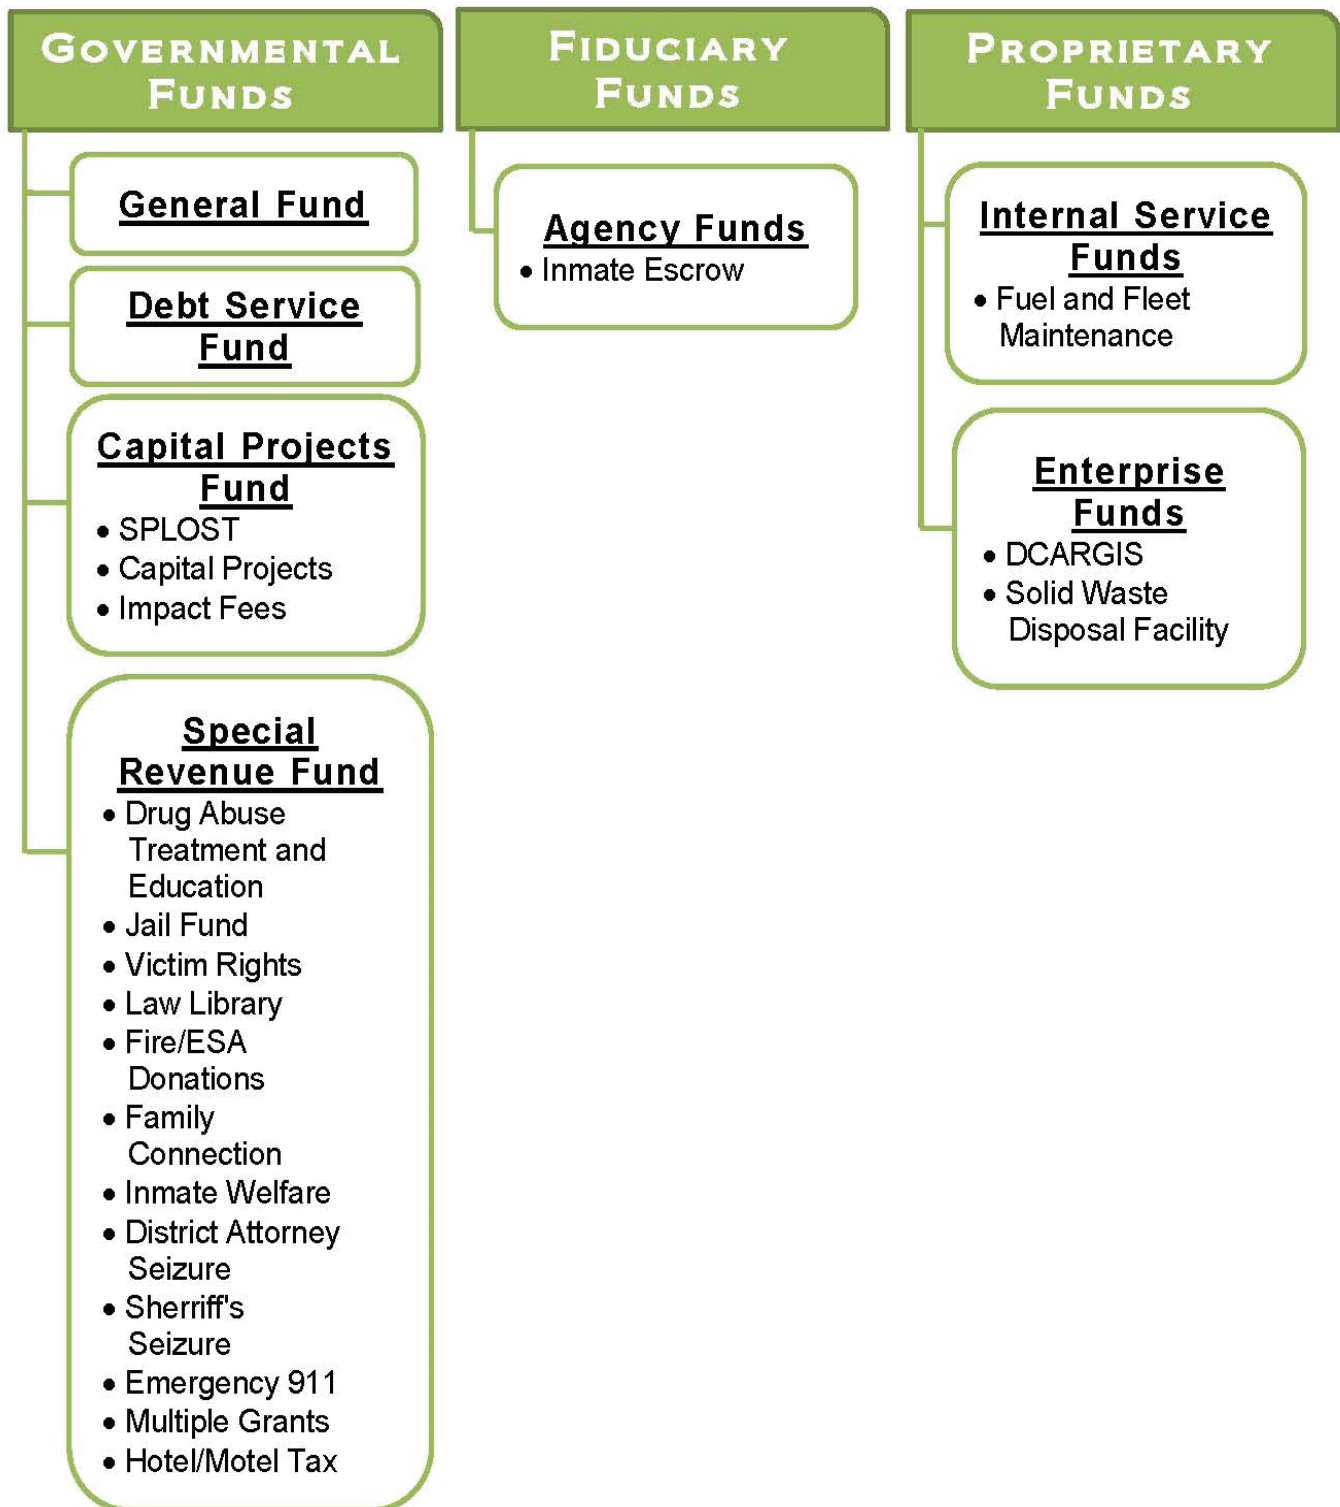 GOVERNMENTAL
FUNDS
General Fund
Debt Service
Fund
Capital Projects
Fund
• SPLOST
• Capital Projects
• Impact Fees
Special
Revenue Fund
• Drug Abuse
Treatment and
Education
• Jail Fund
• Victim Rights
• Law Library
• Fire/ESA
Donations
• Family
Connection
• Inmate Welfare
• District Attorney
Seizure
• Sherriff's
Seizure
• Emergency 911
• Multiple Grants
• Hotel/Motel Tax
FIDUCIARY
FUNDS
Agency Funds
• Inmate Escrow
PROPRIETARY
FUNDS
Internal Service
Funds
• Fuel and Fleet
Maintenance
Enterprise
Funds
• DCARGIS
• Solid Waste
Disposal Facility